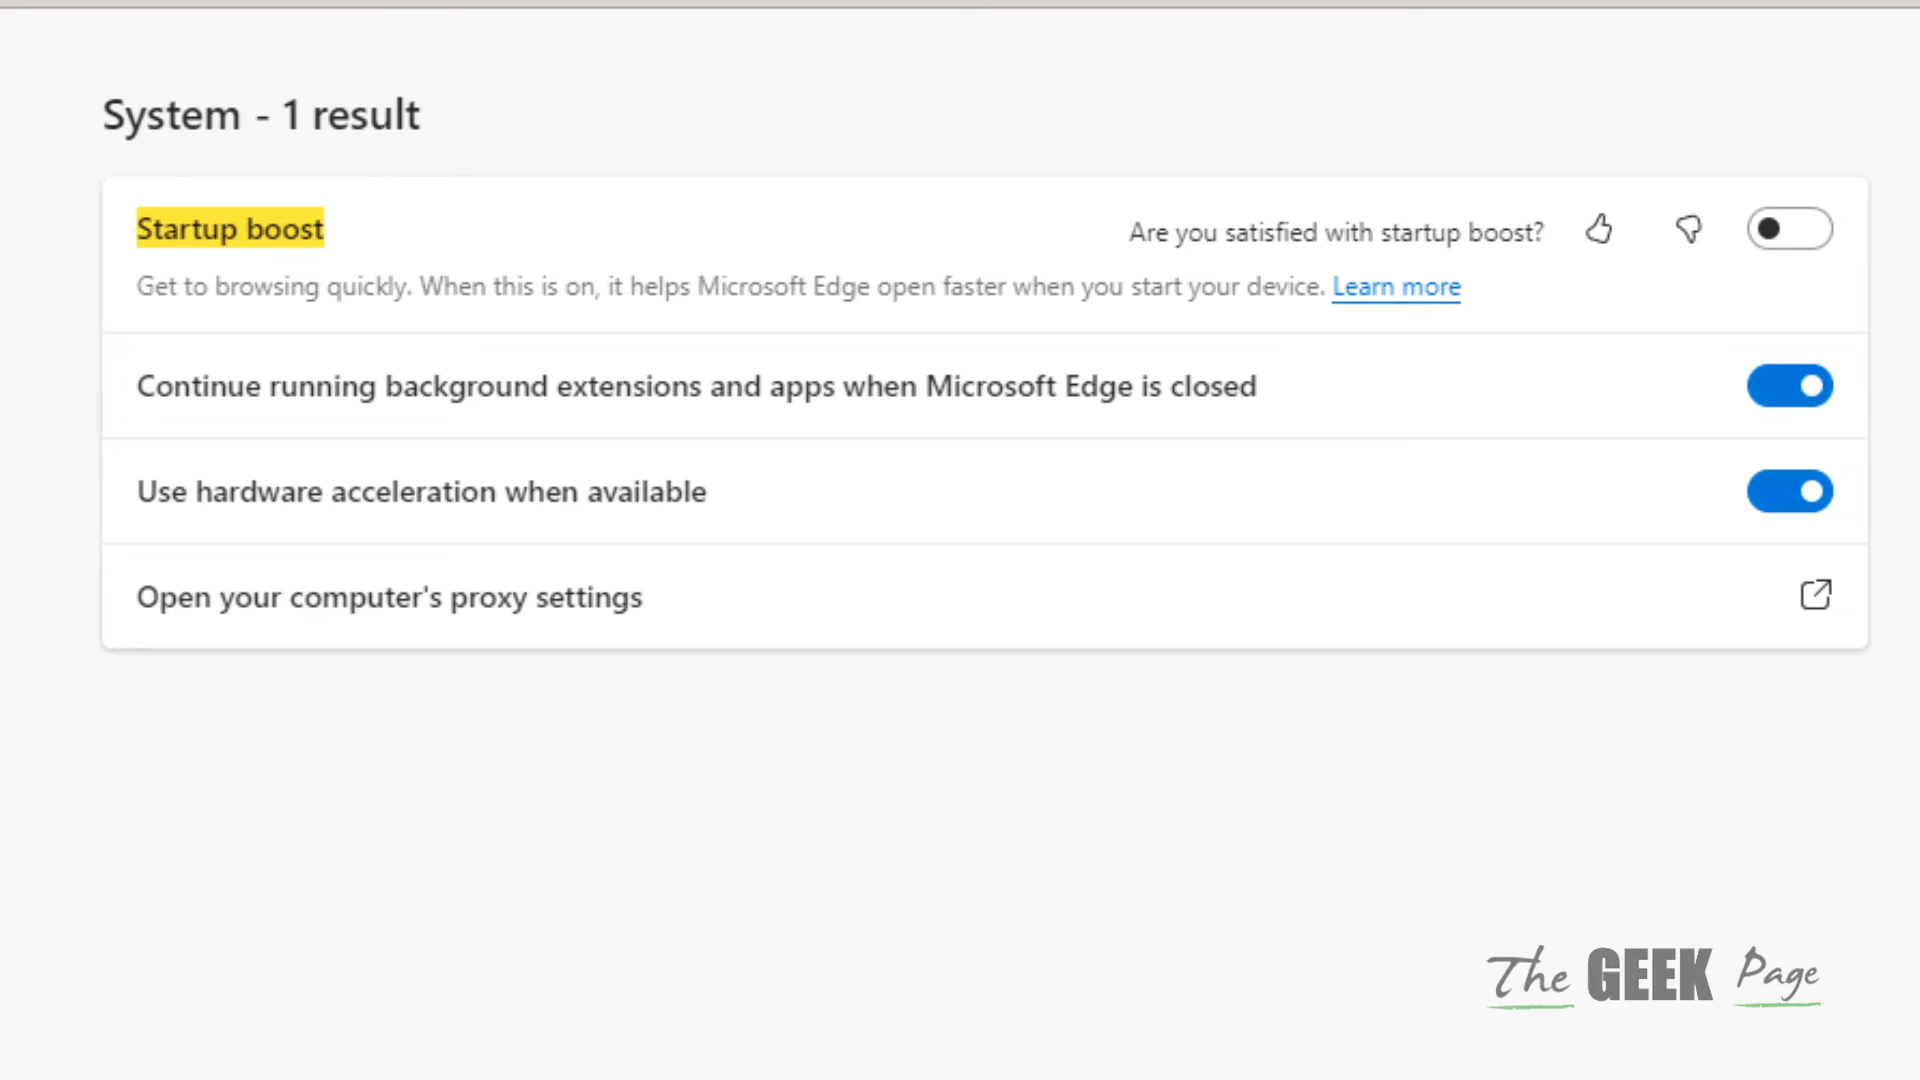 System - 1 result
Startup boost
Are you satisfied with startup boost?
Get to browsing quickly. When this is on, it helps Microsoft Edge open faster when you start your device. Learn more
Continue running background extensions and apps when Microsoft Edge is closed
Use hardware acceleration when available
Open your computer's proxy settings
The GEEK Page